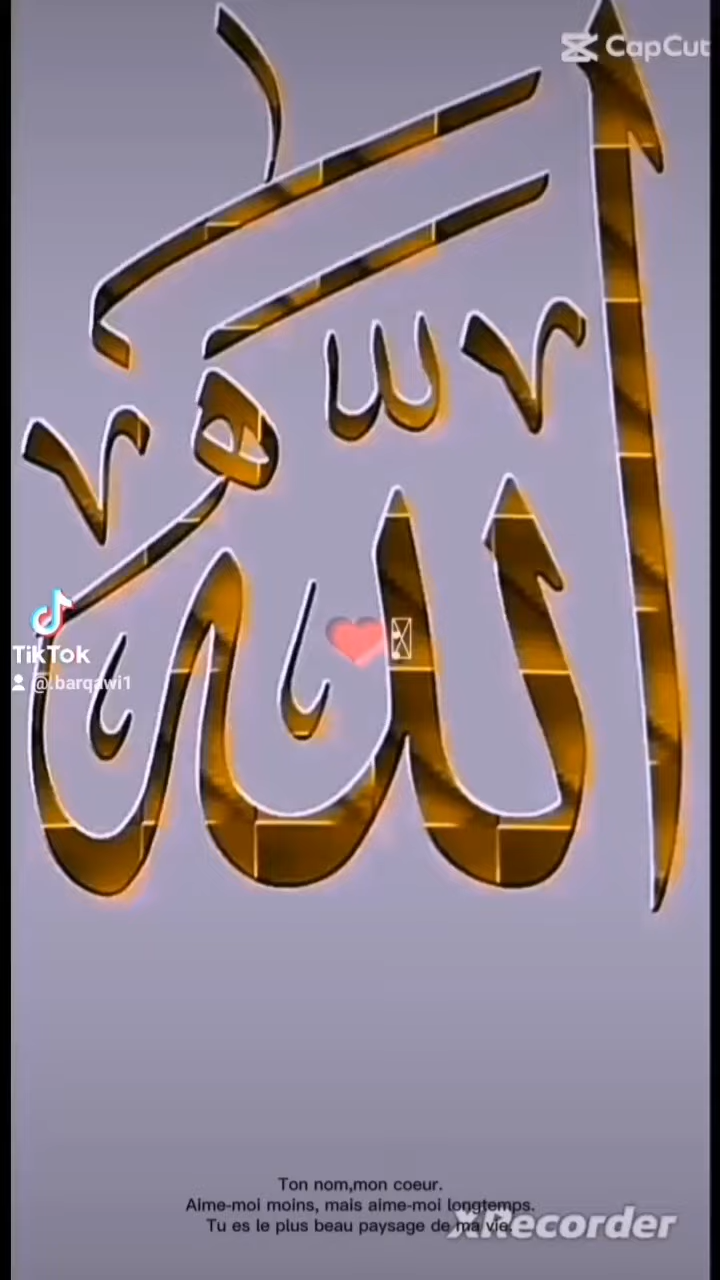 CapCut
الله
❤️
TikTok
@.barqawi1
Ton nom,mon coeur.
Aime-moi moins, mais aime-moi longtemps.
Tu es le plus beau paysage de ma vie.
XRecorder